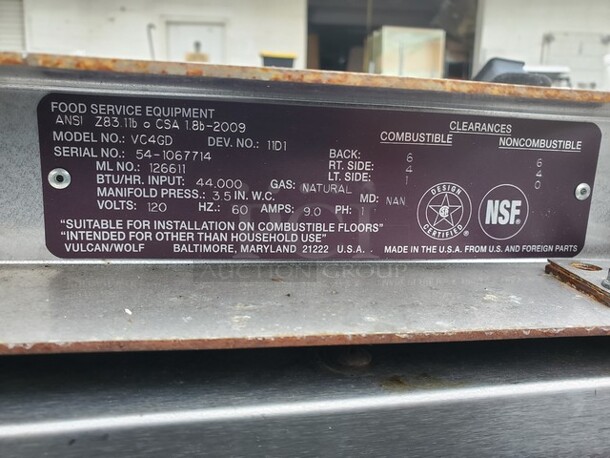 FOOD SERVICE EQUIPMENT
ANSI Z83.11b o CSA 1.8b-2009
MODEL NO.: VC4GD DEV. NO.: 11D1
SERIAL NO.: 54-1067714
ML NO.: 126611
BTU/HR. INPUT: 44,000 GAS: NATURAL
MANIFOLD PRESS.: 3.5 IN. W.C. MD: NAN
VOLTS: 120 HZ.: 60 AMPS: 9.0 PH: 1
CLEARANCES
COMBUSTIBLE NONCOMBUSTIBLE
BACK: 6 6
RT. SIDE: 4 4
LT. SIDE: 1 0
DESIGN
CERTIFIED
NSF.
"SUITABLE FOR INSTALLATION ON COMBUSTIBLE FLOORS"
"INTENDED FOR OTHER THAN HOUSEHOLD USE"
VULCAN/WOLF BALTIMORE, MARYLAND 21222 U.S.A. MADE IN THE U.S.A. FROM U.S. AND FOREIGN PARTS
AUCTION GROUP